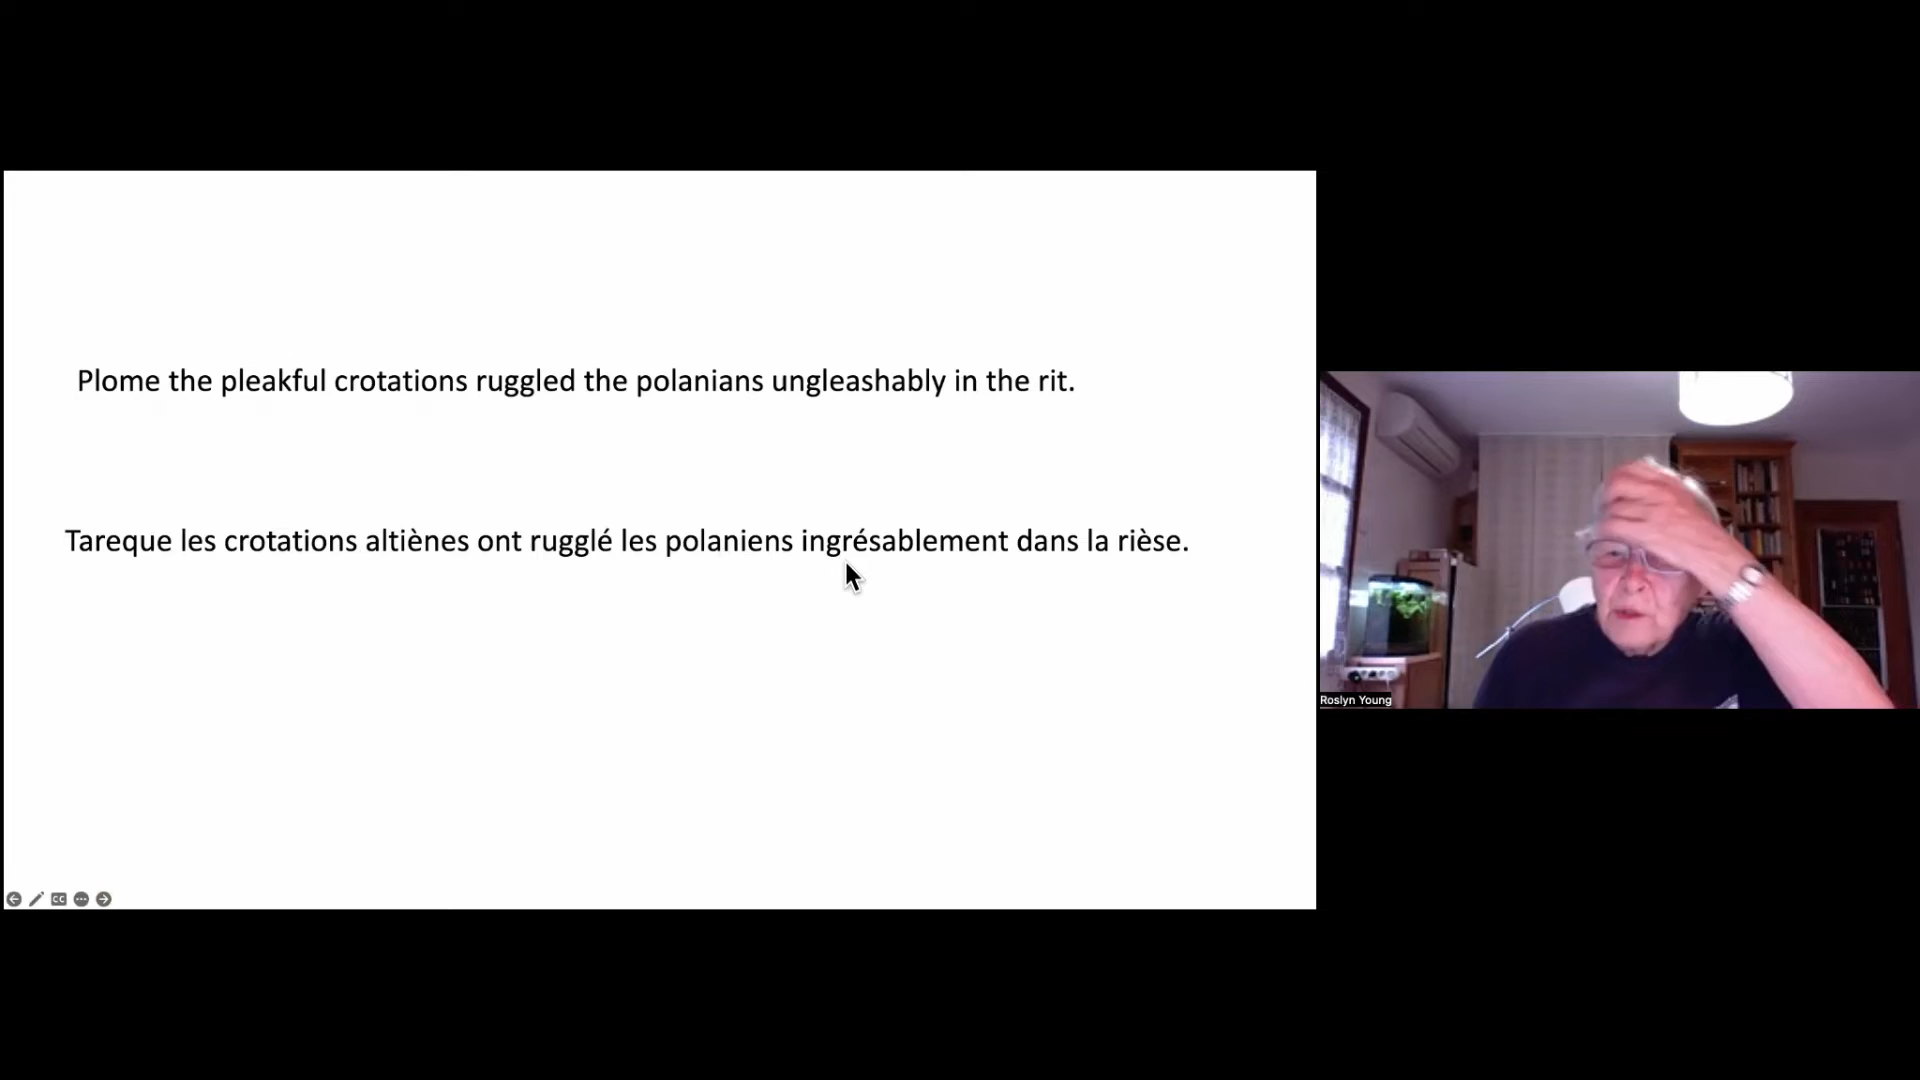 Plome the pleakful crotations ruggled the polanians ungleashably in the rit.
Tareque les crotations altiènes ont rugglé les polaniens ingrésablement dans la rièse.
Roslyn Young
CC